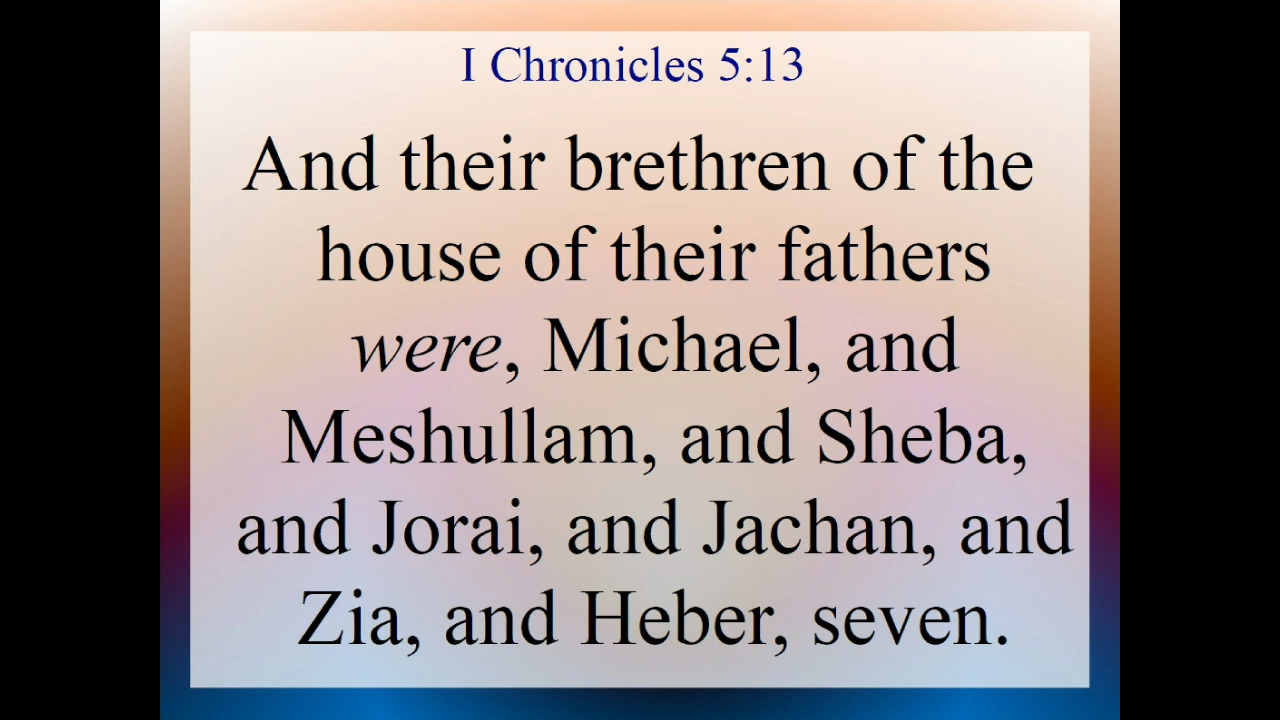 I Chronicles 5:13
And their brethren of the
house of their fathers
were, Michael, and
Meshullam, and Sheba,
and Jorai, and Jachan, and
Zia, and Heber, seven.